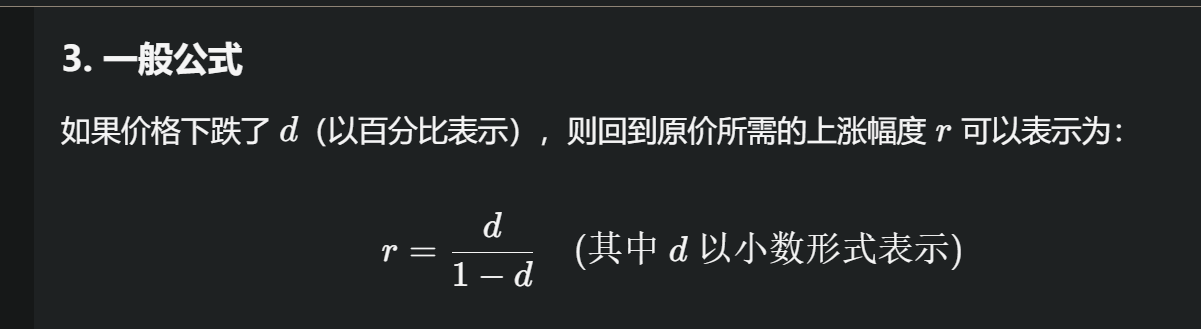 3. 一般公式
如果价格下跌了 d（以百分比表示），则回到原价所需的上涨幅度 r 可以表示为：
r = d / (1 − d) (其中 d 以小数形式表示)